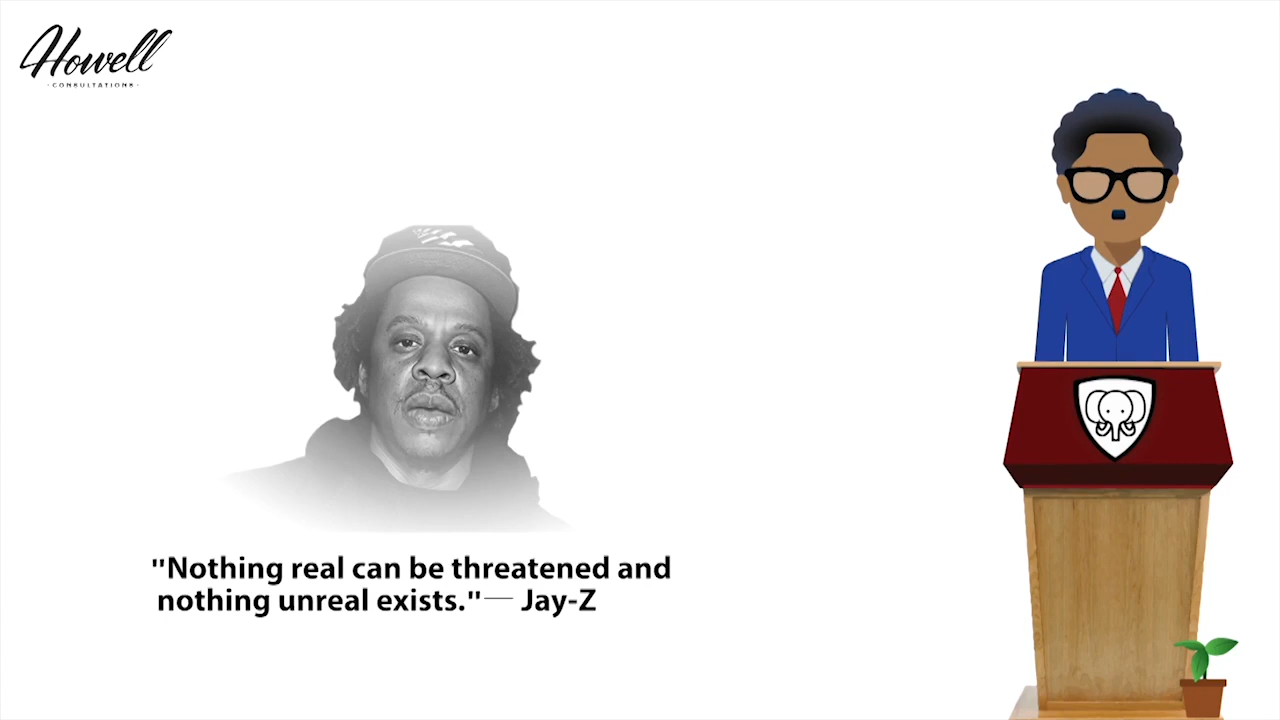 Howell
·CONSULTATIONS·
"Nothing real can be threatened and
nothing unreal exists."— Jay-Z